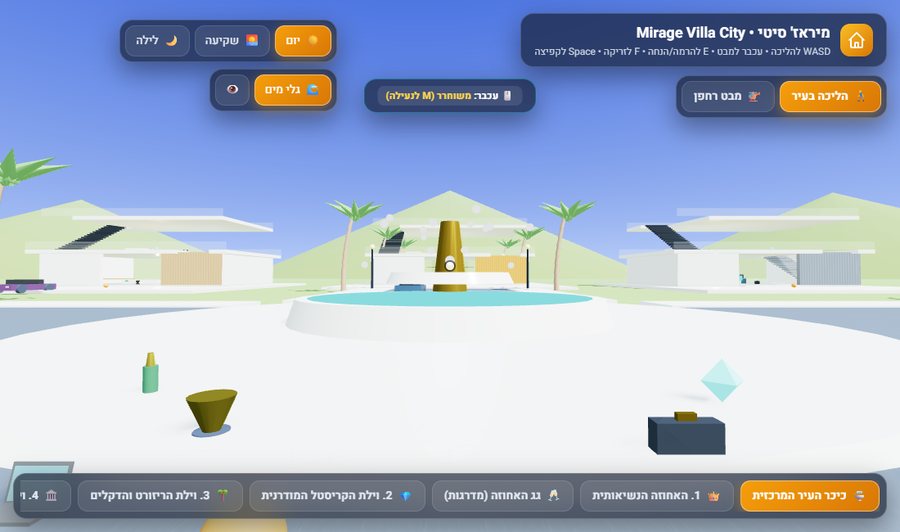 מיראז' סיטי • Mirage Villa City
WASD להליכה • עכבר למבט • E להרמה/הנחה • F לזריקה • Space לקפיצה
הליכה בעיר
מבט רחפן
יום
שקיעה
לילה
גלי מים
עכבר: משוחרר (M לנעילה)
כיכר העיר המרכזית
1. האחוזה הנשיאותית
גג האחוזה (מדרגות)
2. וילת הקריסטל המודרנית
3. וילת הריזורט והדקלים
4. וי